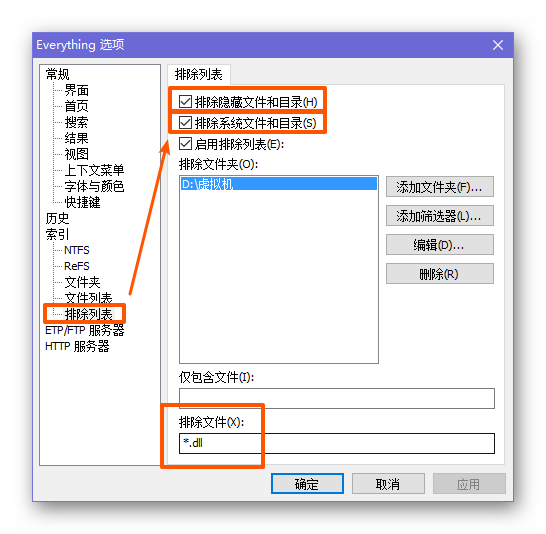 Everything 选项
常规
界面
首页
搜索
结果
视图
上下文菜单
字体与颜色
快捷键
历史
索引
NTFS
ReFS
文件夹
文件列表
排除列表
ETP/FTP 服务器
HTTP 服务器
排除列表
排除隐藏文件和目录(H)
排除系统文件和目录(S)
启用排除列表(E):
排除文件夹(O):
D:\虚拟机
添加文件夹(F)...
添加筛选器(L)...
编辑(D)...
删除(R)
仅包含文件(I):
排除文件(X):
*.dll
确定
取消
应用